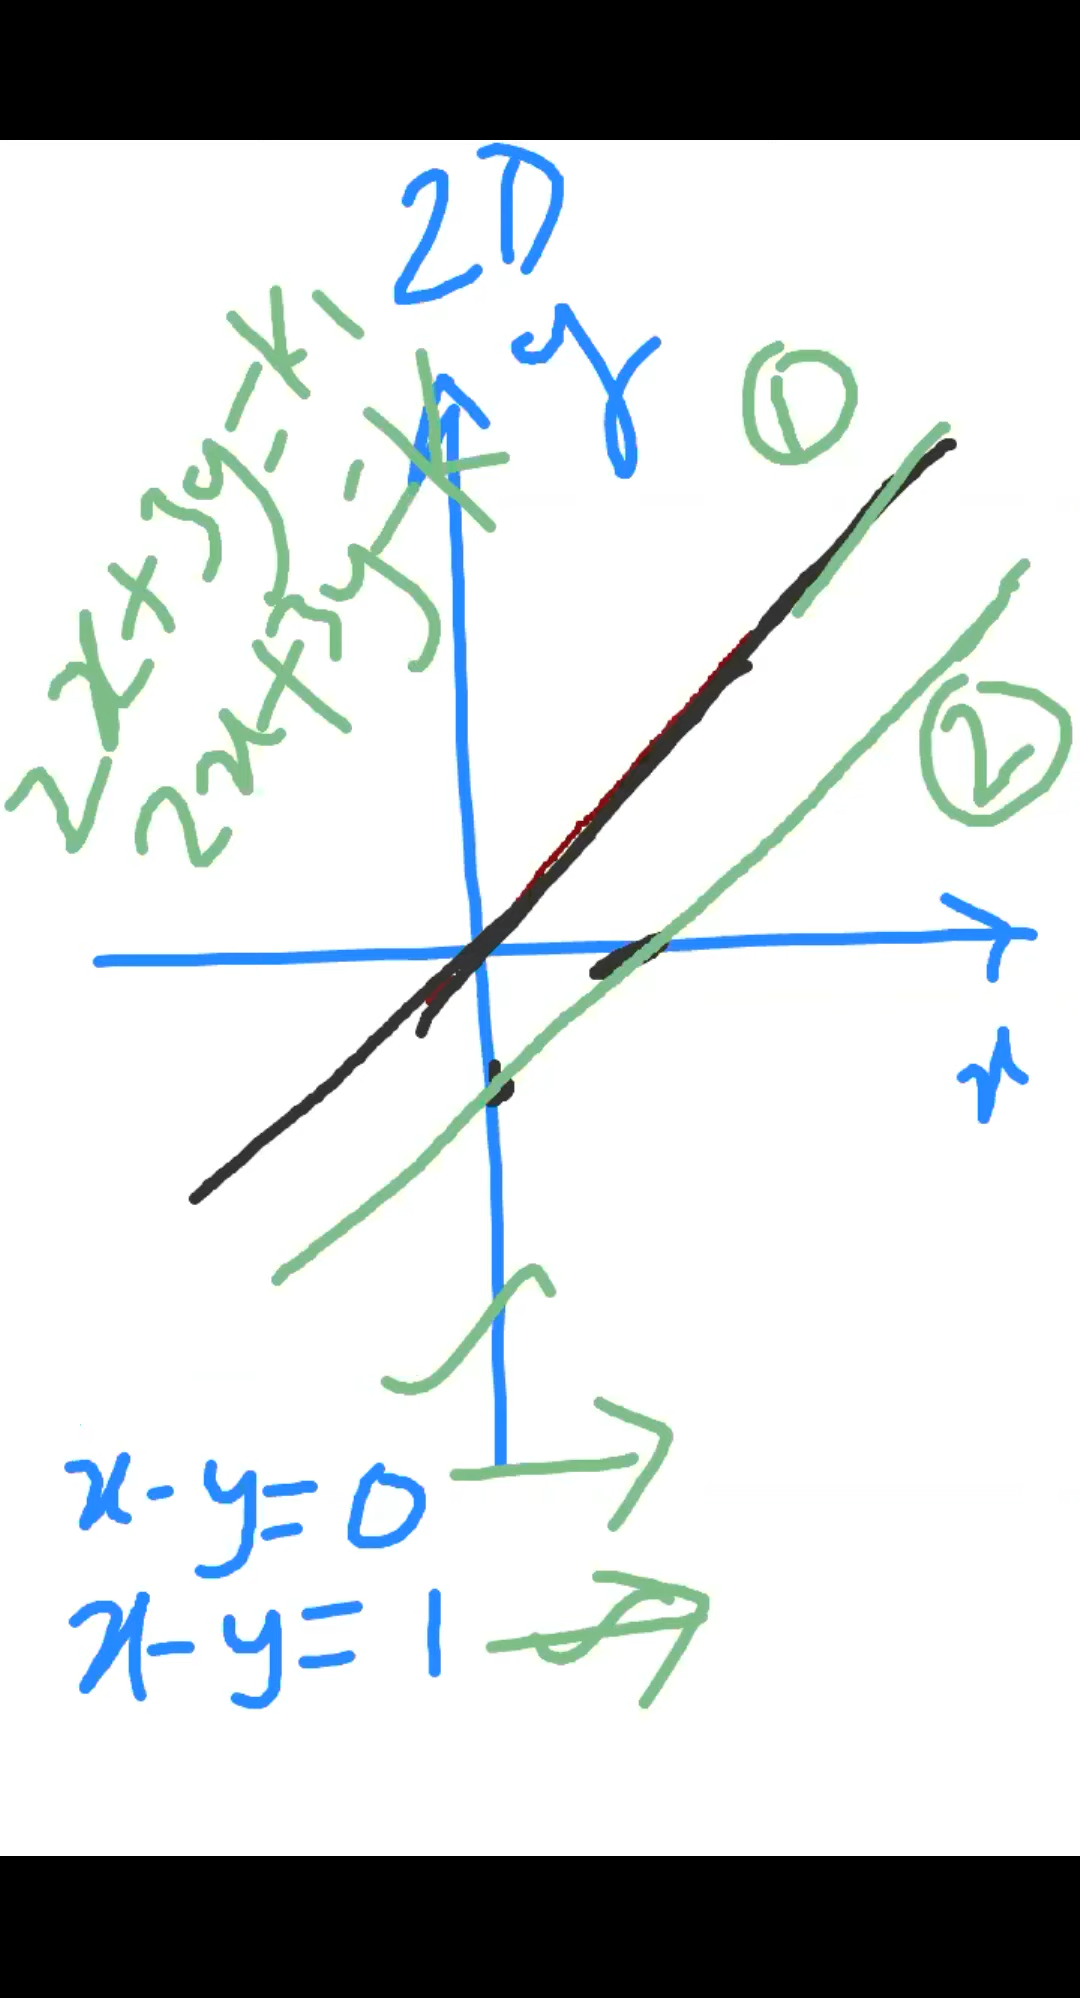 2D
y
①
2x+3y=K1
2x+3y=K
②
x
x-y=0
x-y=1